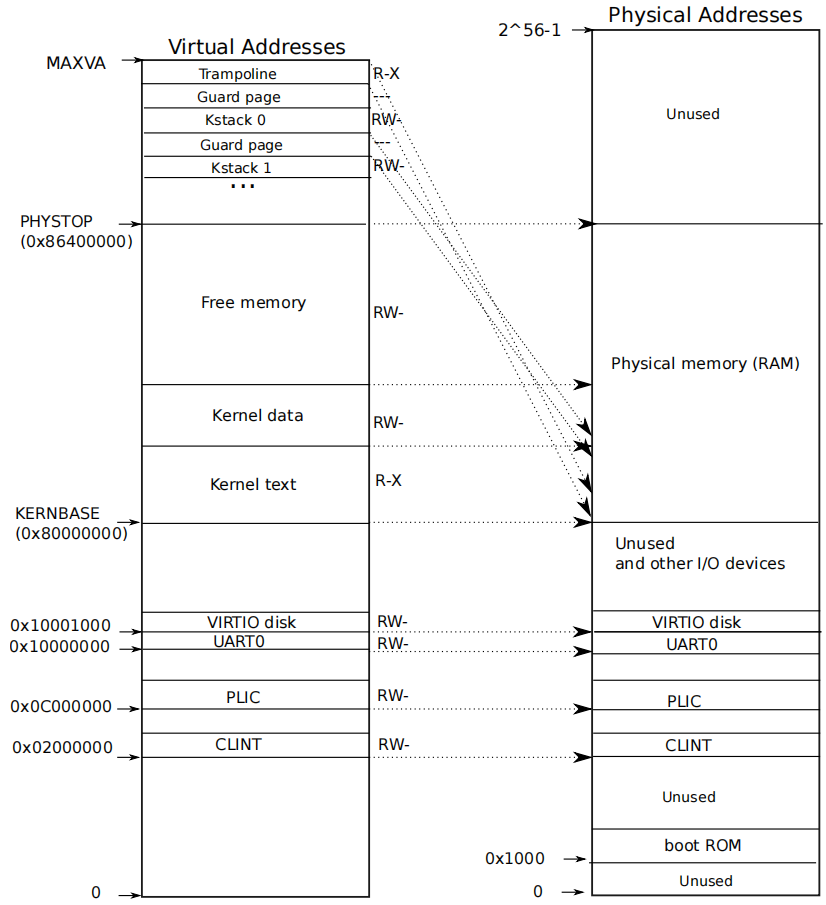 Physical Addresses
2^56-1
Virtual Addresses
MAXVA
Trampoline
R-X
Guard page
---
Kstack 0
RW-
Guard page
---
Kstack 1
RW-
...
Unused
PHYSTOP
(0x86400000)
Free memory
RW-
Physical memory (RAM)
Kernel data
RW-
Kernel text
R-X
KERNBASE
(0x80000000)
Unused
and other I/O devices
0x10001000
VIRTIO disk
RW-
VIRTIO disk
0x10000000
UART0
RW-
UART0
0x0C000000
PLIC
RW-
PLIC
0x02000000
CLINT
RW-
CLINT
Unused
boot ROM
0x1000
Unused
0
0